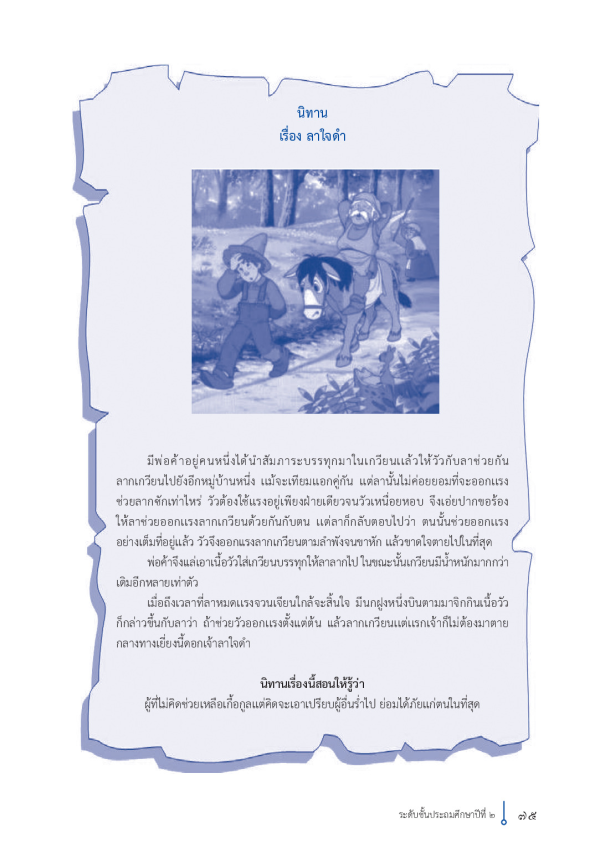 นิทาน
เรื่อง ลาใจดำ
มีพ่อค้าอยู่คนหนึ่งได้นำสัมภาระบรรทุกมาในเกวียนแล้วให้วัวกับลาช่วยกัน
ลากเกวียนไปยังอีกหมู่บ้านหนึ่ง แม้จะเทียมแอกคู่กัน แต่ลานั้นไม่ค่อยยอมที่จะออกแรง
ช่วยลากซักเท่าไหร่ วัวต้องใช้แรงอยู่เพียงฝ่ายเดียวจนวัวเหนื่อยหอบ จึงเอ่ยปากขอร้อง
ให้ลาช่วยออกแรงลากเกวียนด้วยกันกับตน แต่ลาก็กลับตอบไปว่า ตนนั้นช่วยออกแรง
อย่างเต็มที่อยู่แล้ว วัวจึงออกแรงลากเกวียนตามลำพังจนขาหัก แล้วขาดใจตายไปในที่สุด
พ่อค้าจึงแล่เอาเนื้อวัวใส่เกวียนบรรทุกให้ลาลากไป ในขณะนั้นเกวียนมีน้ำหนักมากกว่า
เดิมอีกหลายเท่าตัว
เมื่อถึงเวลาที่ลาหมดแรงจวนเจียนใกล้จะสิ้นใจ มีนกฝูงหนึ่งบินตามมาจิกกินเนื้อวัว
ก็กล่าวขึ้นกับลาว่า ถ้าช่วยวัวออกแรงตั้งแต่ต้น แล้วลากเกวียนแต่แรกเจ้าก็ไม่ต้องมาตาย
กลางทางเยี่ยงนี้ดอกเจ้าลาใจดำ
นิทานเรื่องนี้สอนให้รู้ว่า
ผู้ที่ไม่คิดช่วยเหลือเกื้อกูลแต่คิดจะเอาเปรียบผู้อื่นร่ำไป ย่อมได้ภัยแก่ตนในที่สุด
ระดับชั้นประถมศึกษาปีที่ ๒
๗๕